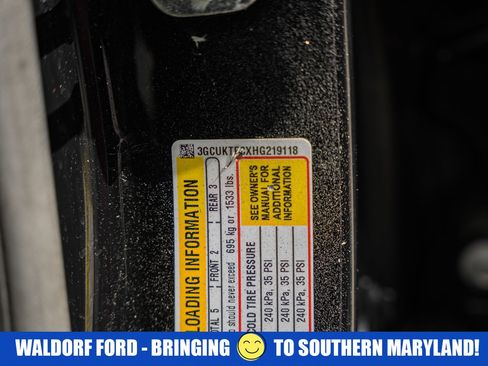 3GCUKTECXHG219118
LOADING INFORMATION
TOTAL 5 FRONT 2 REAR 3
should never exceed 695 kg or 1533 lbs.
SEE OWNER'S
MANUAL FOR
ADDITIONAL
INFORMATION
COLD TIRE PRESSURE
240 kPa, 35 PSI
240 kPa, 35 PSI
240 kPa, 35 PSI
WALDORF FORD - BRINGING TO SOUTHERN MARYLAND!